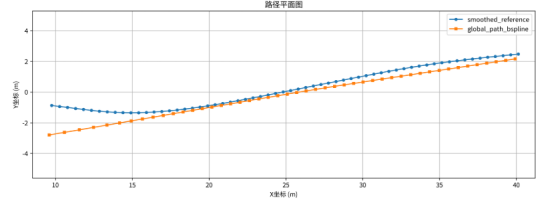 路径平面图
smoothed_reference
global_path_bspline
4
2
0
-2
-4
Y坐标 (m)
10
15
20
25
30
35
40
X坐标 (m)